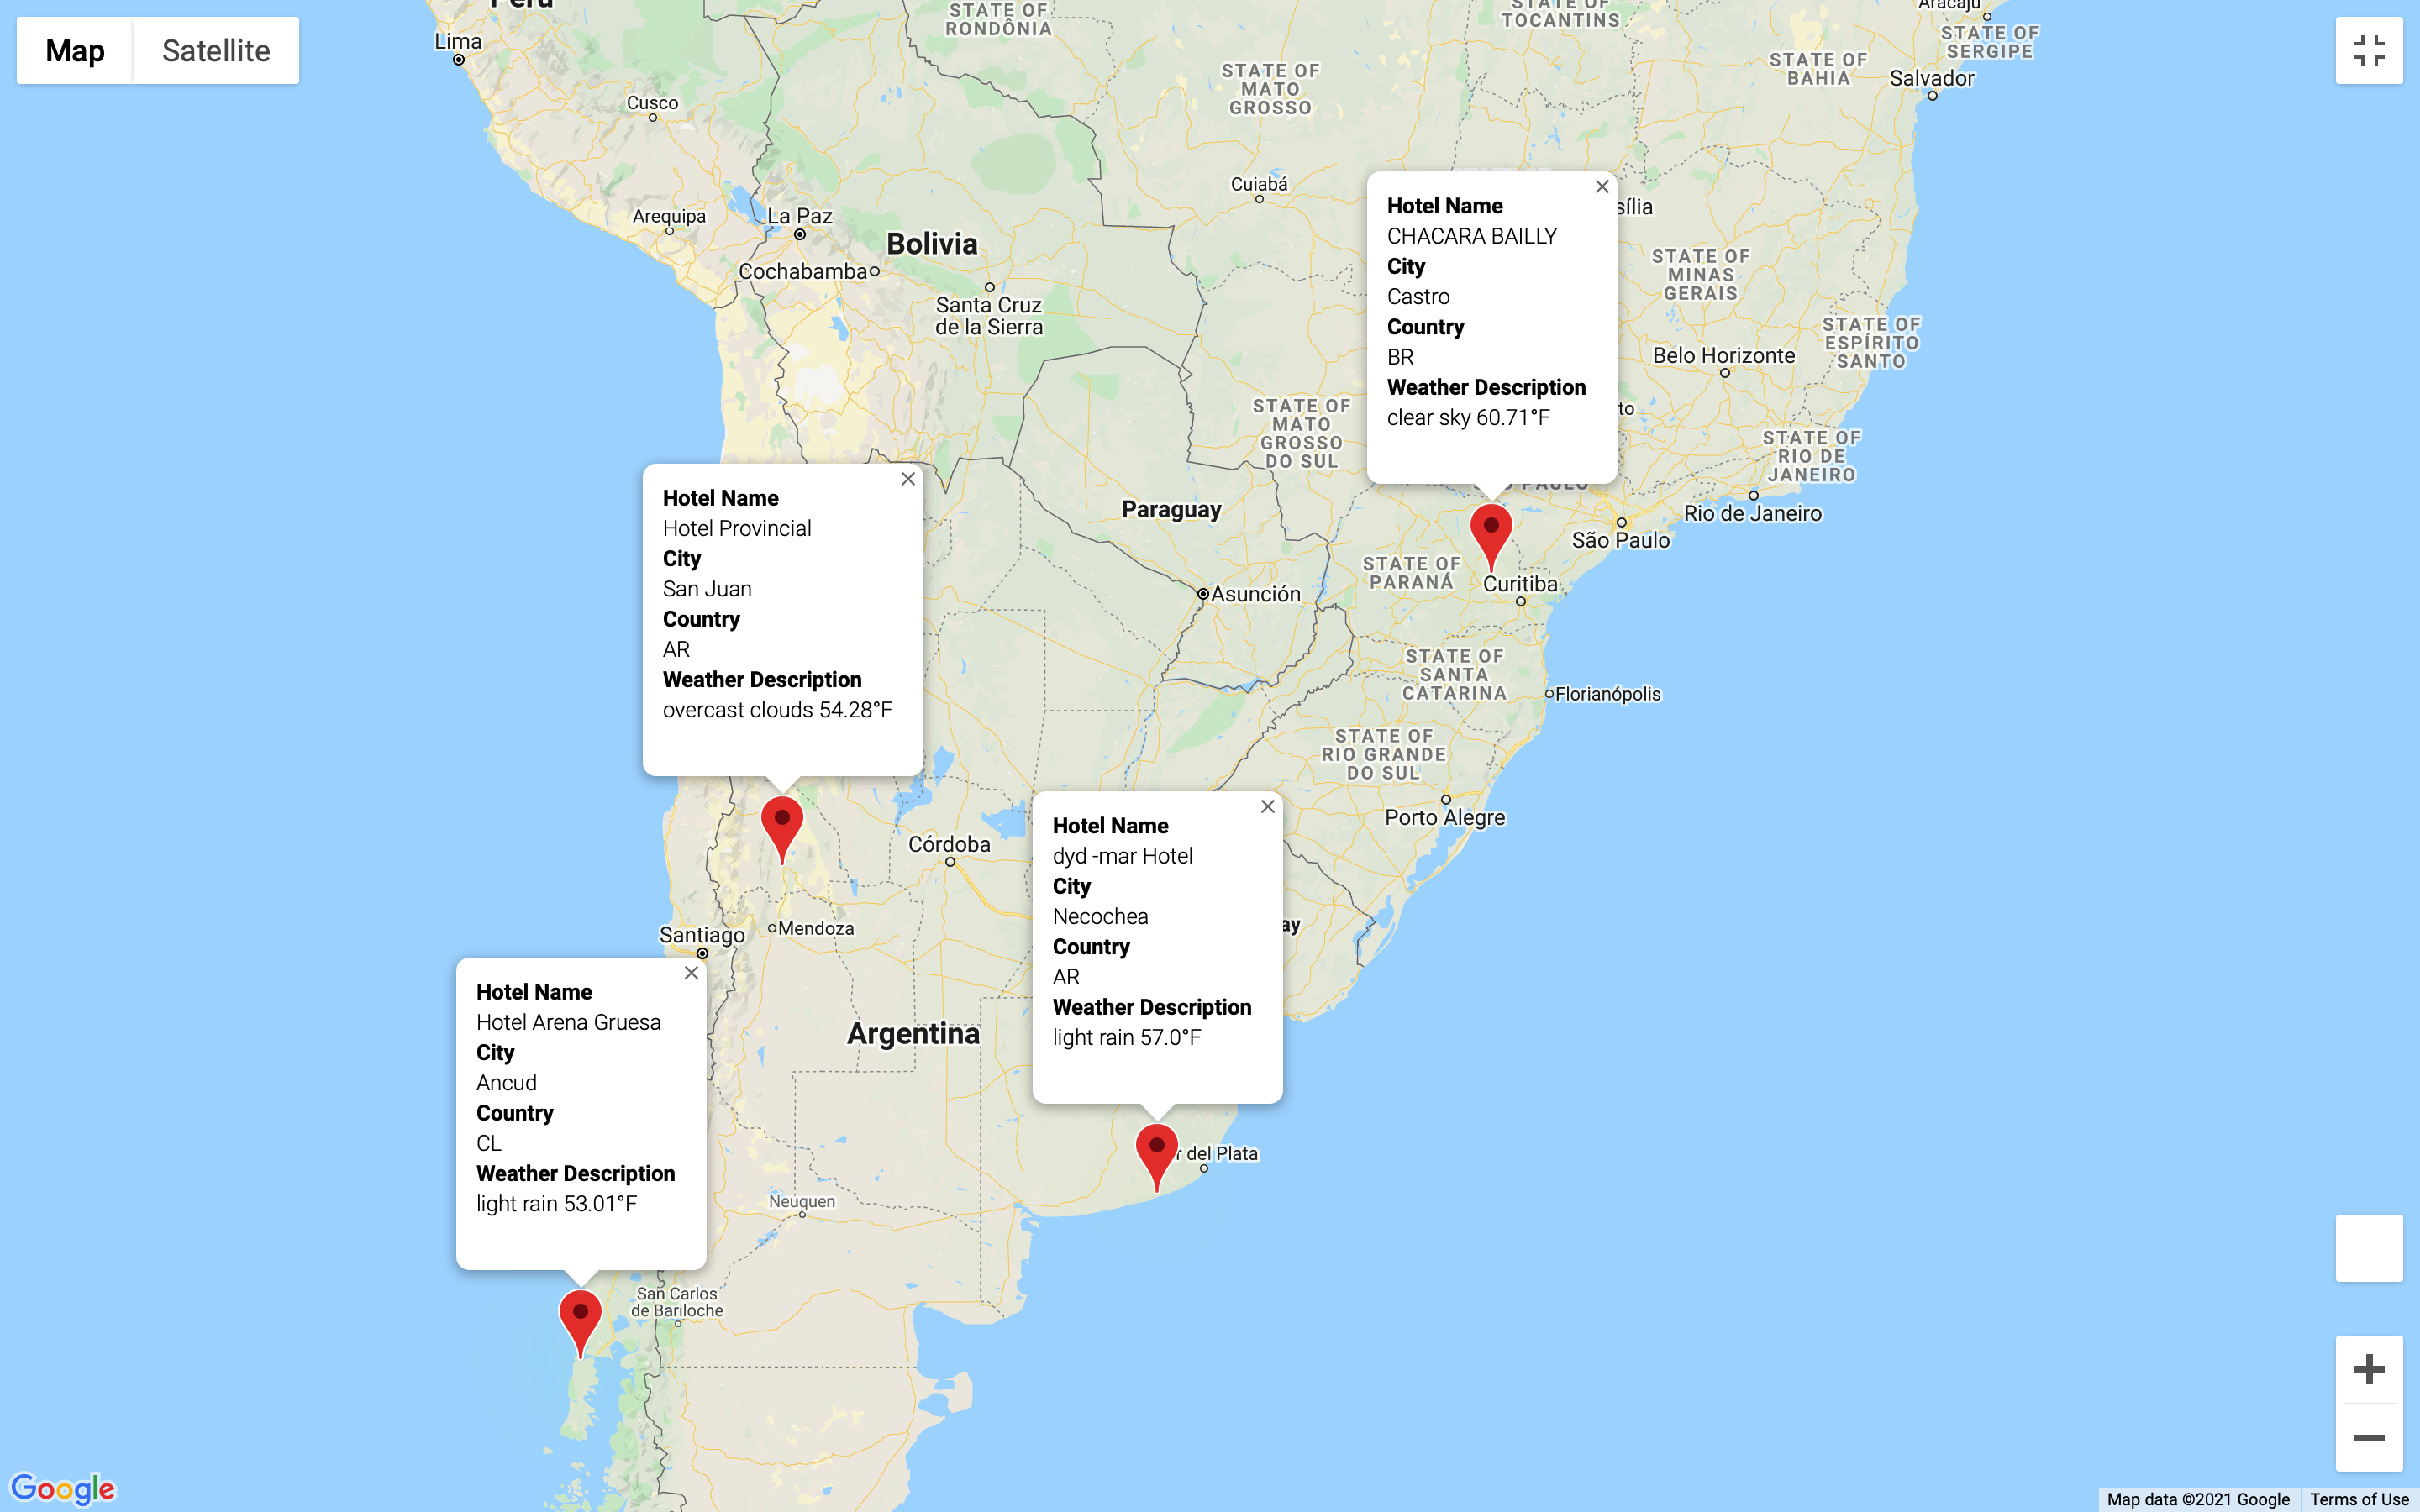 Peru
STATE OF
RONDÔNIA
STATE OF
TOCANTINS
Aracaju
STATE OF
SERGIPE
Map
Satellite
Lima
STATE OF
MATO
GROSSO
STATE OF
BAHIA
Salvador
Cusco
Cuiabá
Arequipa
La Paz
Bolivia
Cochabamba
Santa Cruz
de la Sierra
Hotel Name
CHACARA BAILLY
City
Castro
Country
BR
Weather Description
clear sky 60.71°F
STATE OF
MINAS
GERAIS
STATE OF
ESPÍRITO
SANTO
Belo Horizonte
STATE OF
MATO
GROSSO
DO SUL
STATE OF
RIO DE
JANEIRO
Rio de Janeiro
São Paulo
Paraguay
Asunción
STATE OF
PARANÁ
Curitiba
STATE OF
SANTA
CATARINA
Florianópolis
STATE OF
RIO GRANDE
DO SUL
Porto Alegre
Hotel Name
Hotel Provincial
City
San Juan
Country
AR
Weather Description
overcast clouds 54.28°F
Córdoba
Mendoza
Santiago
Hotel Name
dyd -mar Hotel
City
Necochea
Country
AR
Weather Description
light rain 57.0°F
del Plata
Argentina
Hotel Name
Hotel Arena Gruesa
City
Ancud
Country
CL
Weather Description
light rain 53.01°F
Neuquen
San Carlos
de Bariloche
Google
Map data ©2021 Google
Terms of Use